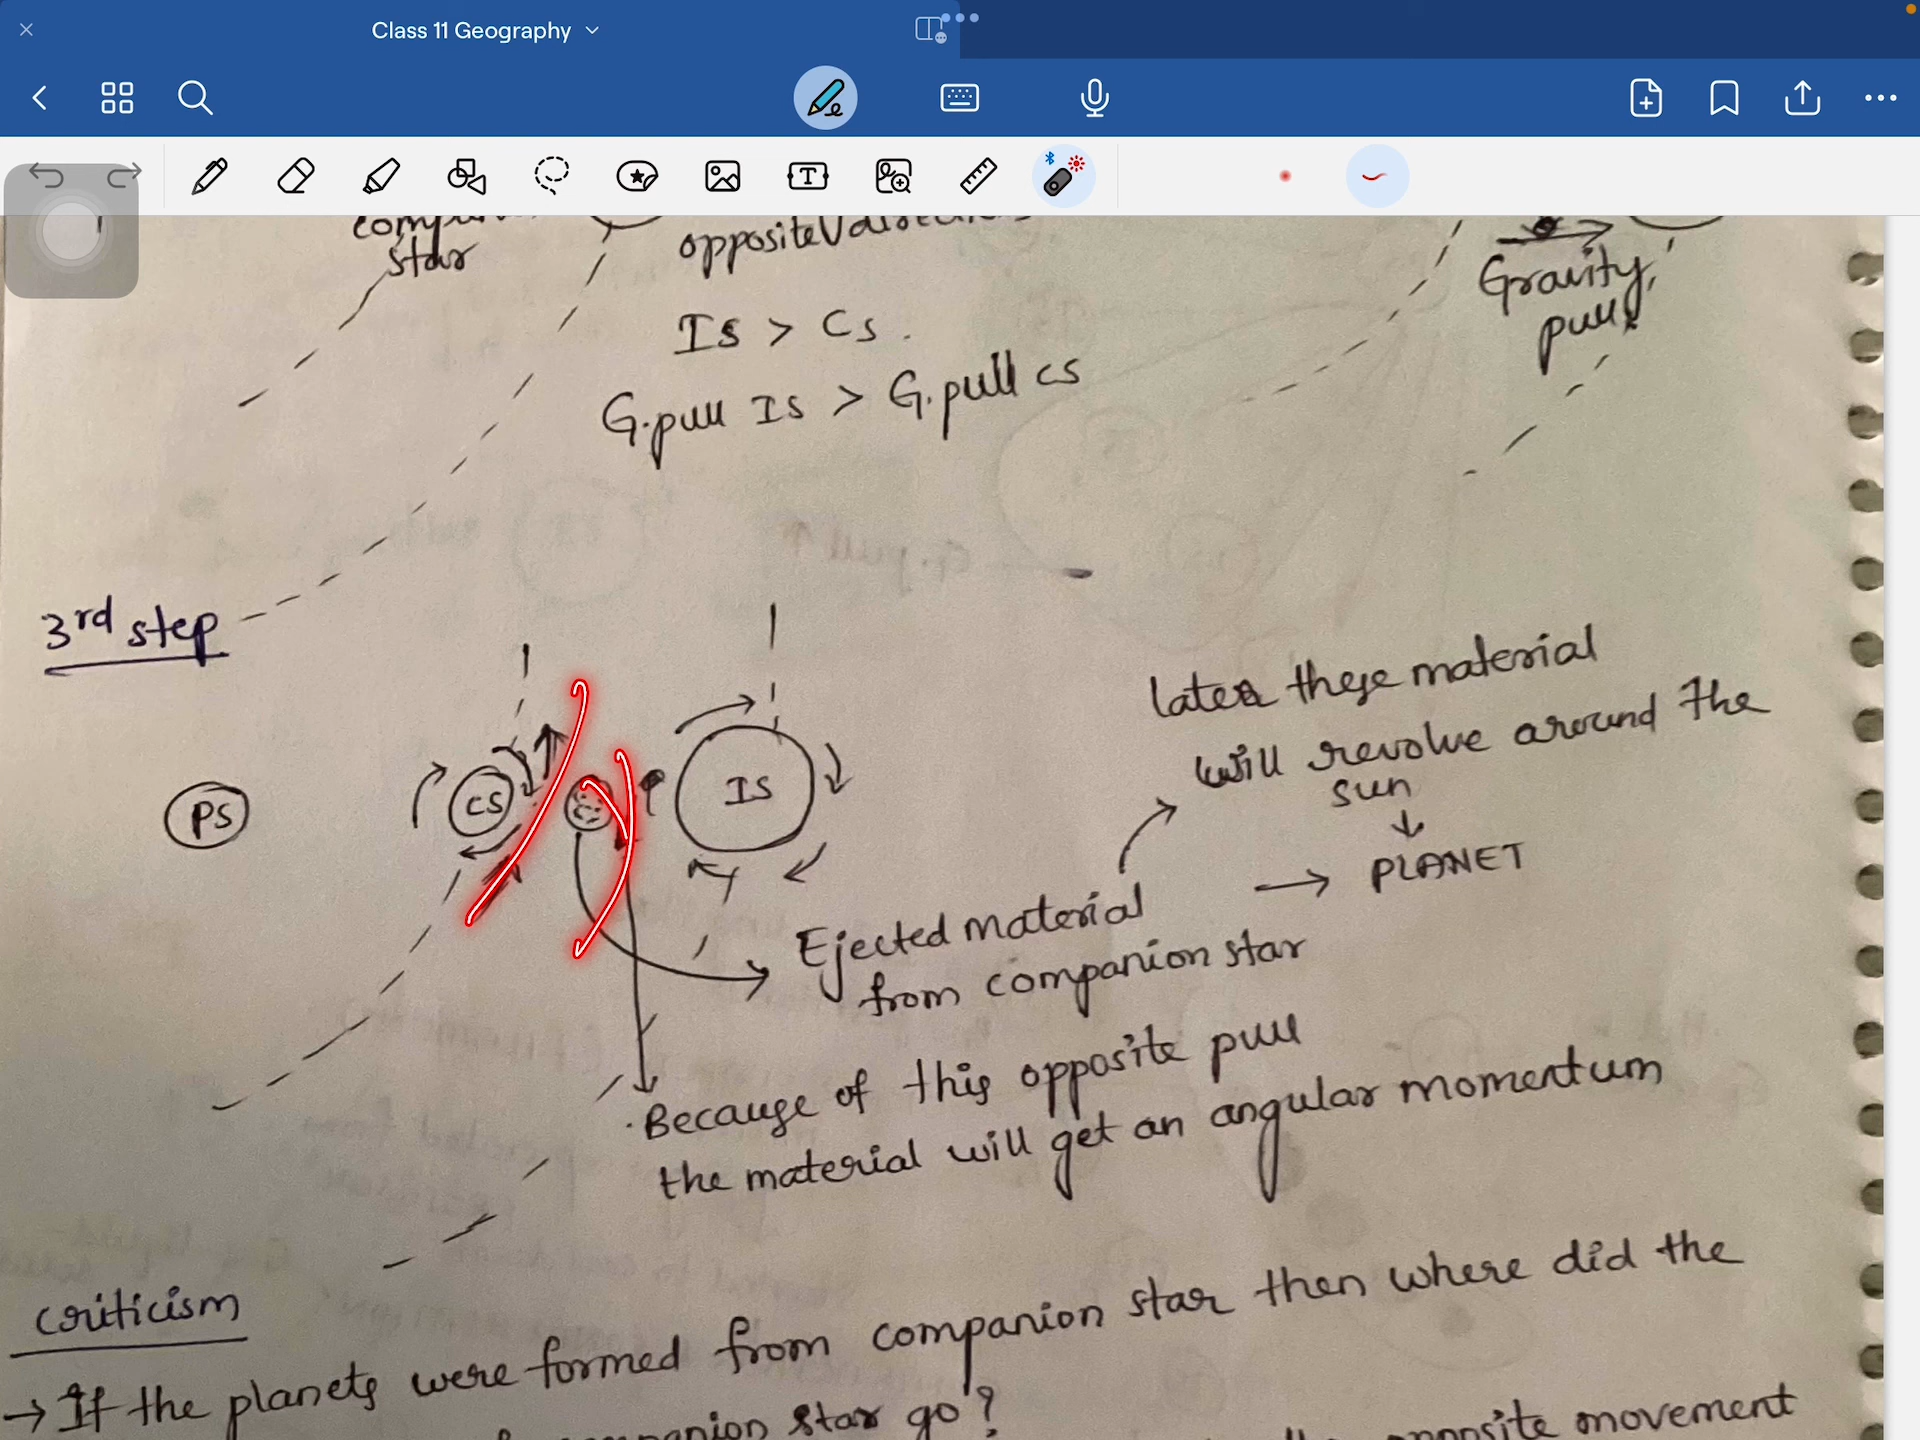 Class 11 Geography
T
star
opposite
Is > Cs.
G.pull Is > G.pull cs
Gravity
pull
3rd step
PS
CS
IS
later these material
will revolve around the
sun
PLANET
Ejected material
from companion star
Because of this opposite pull
the material will get an angular momentum
criticism
→ If the planets were formed from companion star then where did the
star go?
opposite movement